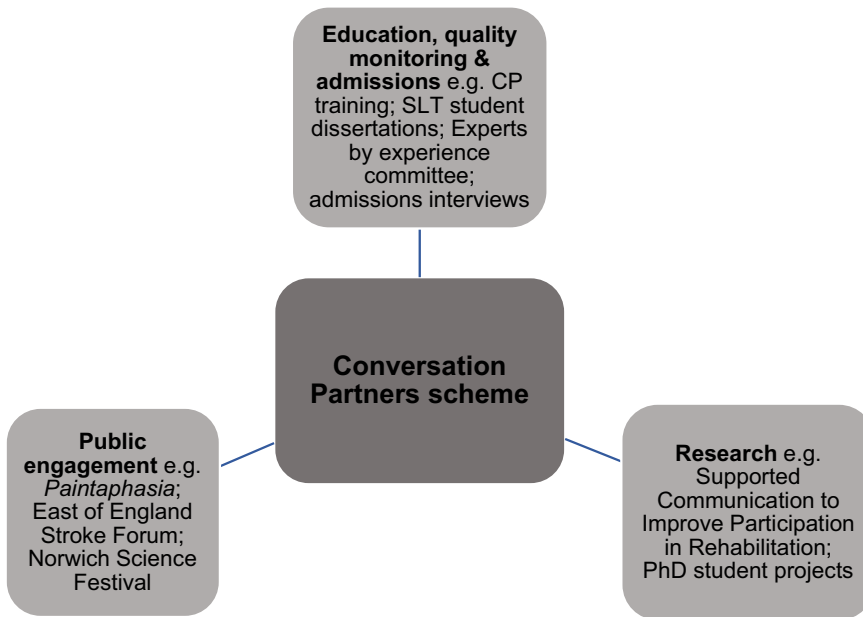 Education, quality
monitoring &
admissions e.g. CP
training; SLT student
dissertations; Experts
by experience
committee;
admissions interviews
Conversation
Partners scheme
Public
engagement e.g.
Paintaphasia;
East of England
Stroke Forum;
Norwich Science
Festival
Research e.g.
Supported
Communication to
Improve Participation
in Rehabilitation;
PhD student projects